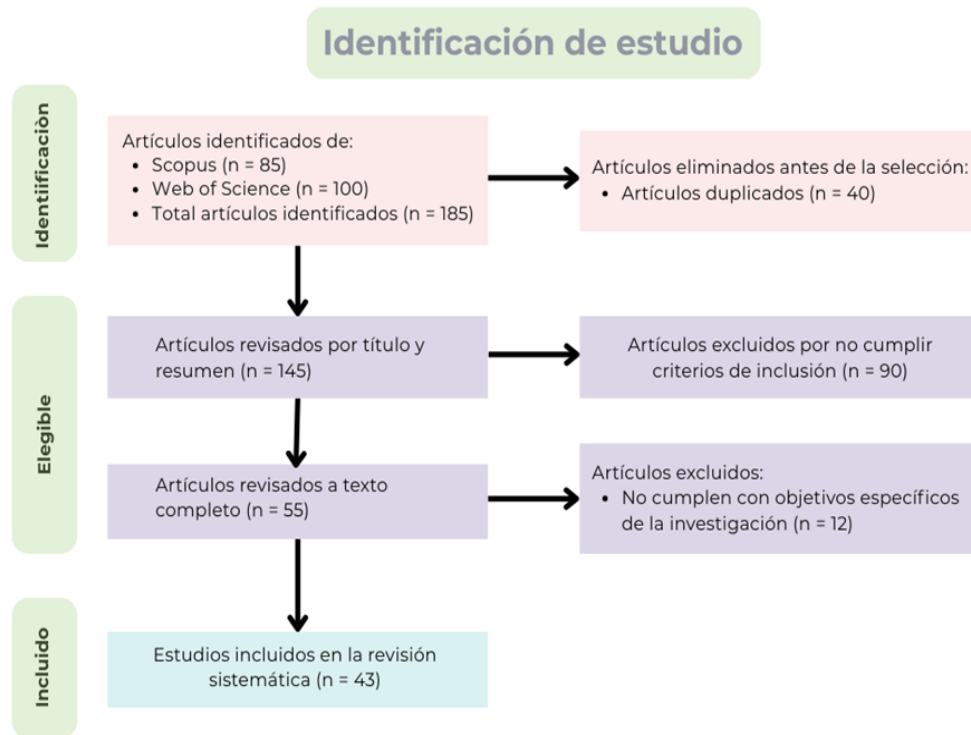 Identificación de estudio
Identiificaciòn
Artículos identificados de:
• Scopus (n = 85)
• Web of Science (n = 100)
• Total artículos identificados (n = 185)
Artículos eliminados antes de la selección:
• Artículos duplicados (n = 40)
Elegible
Artículos revisados por título y
resumen (n = 145)
Artículos excluidos por no cumplir
criterios de inclusión (n = 90)
Artículos revisados a texto
completo (n = 55)
Artículos excluidos:
• No cumplen con objetivos específicos
de la investigación (n = 12)
Incluido
Estudios incluidos en la revisión
sistemática (n = 43)